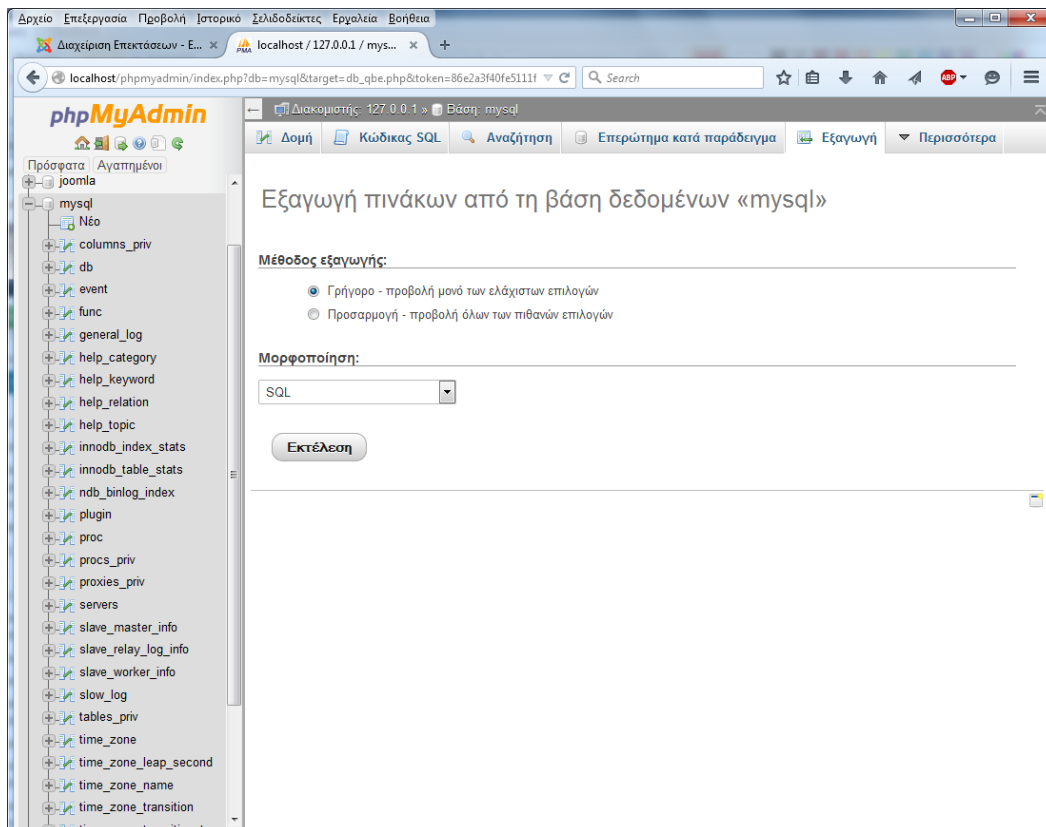 Αρχείο Επεξεργασία Προβολή Ιστορικό Σελιδοδείκτες Εργαλεία Βοήθεια
Διαχείριση Επεκτάσεων - Ε... ×
localhost / 127.0.0.1 / mys... × +
localhost/phpmyadmin/index.php?db=mysql&target=db_qbe.php&token=86e2a3f40fe5111f
Search
ABP
phpMyAdmin
Πρόσφατα Αγαπημένοι
joomla
mysql
Νέο
columns_priv
db
event
func
general_log
help_category
help_keyword
help_relation
help_topic
innodb_index_stats
innodb_table_stats
ndb_binlog_index
plugin
proc
procs_priv
proxies_priv
servers
slave_master_info
slave_relay_log_info
slave_worker_info
slow_log
tables_priv
time_zone
time_zone_leap_second
time_zone_name
time_zone_transition
Διακομιστής: 127.0.0.1 » Βάση: mysql
Δομή Κώδικας SQL Αναζήτηση Επερώτημα κατά παράδειγμα Εξαγωγή Περισσότερα
Εξαγωγή πινάκων από τη βάση δεδομένων «mysql»
Μέθοδος εξαγωγής:
Γρήγορο - προβολή μονό των ελάχιστων επιλογών
Προσαρμογή - προβολή όλων των πιθανών επιλογών
Μορφοποίηση:
SQL
Εκτέλεση